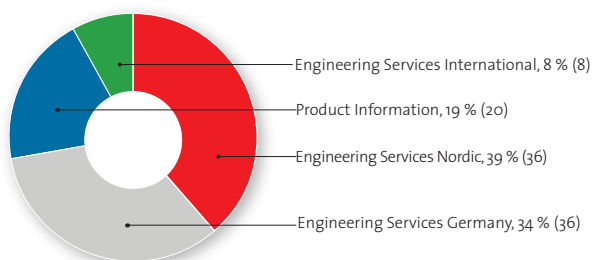 Engineering Services International, 8 % (8)
Product Information, 19 % (20)
Engineering Services Nordic, 39 % (36)
Engineering Services Germany, 34 % (36)